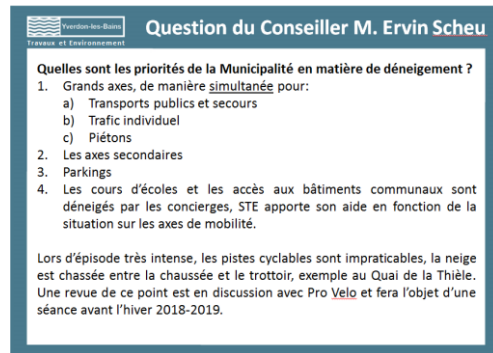 Yverdon-les-Bains
Travaux et Environnement
Question du Conseiller M. Ervin Scheu
Quelles sont les priorités de la Municipalité en matière de déneigement ?
1. Grands axes, de manière simultanée pour:
a) Transports publics et secours
b) Trafic individuel
c) Piétons
2. Les axes secondaires
3. Parkings
4. Les cours d'écoles et les accès aux bâtiments communaux sont
déneigés par les concierges, STE apporte son aide en fonction de la
situation sur les axes de mobilité.
Lors d'épisode très intense, les pistes cyclables sont impraticables, la neige
est chassée entre la chaussée et le trottoir, exemple au Quai de la Thièle.
Une revue de ce point est en discussion avec Pro Velo et fera l'objet d'une
séance avant l'hiver 2018-2019.